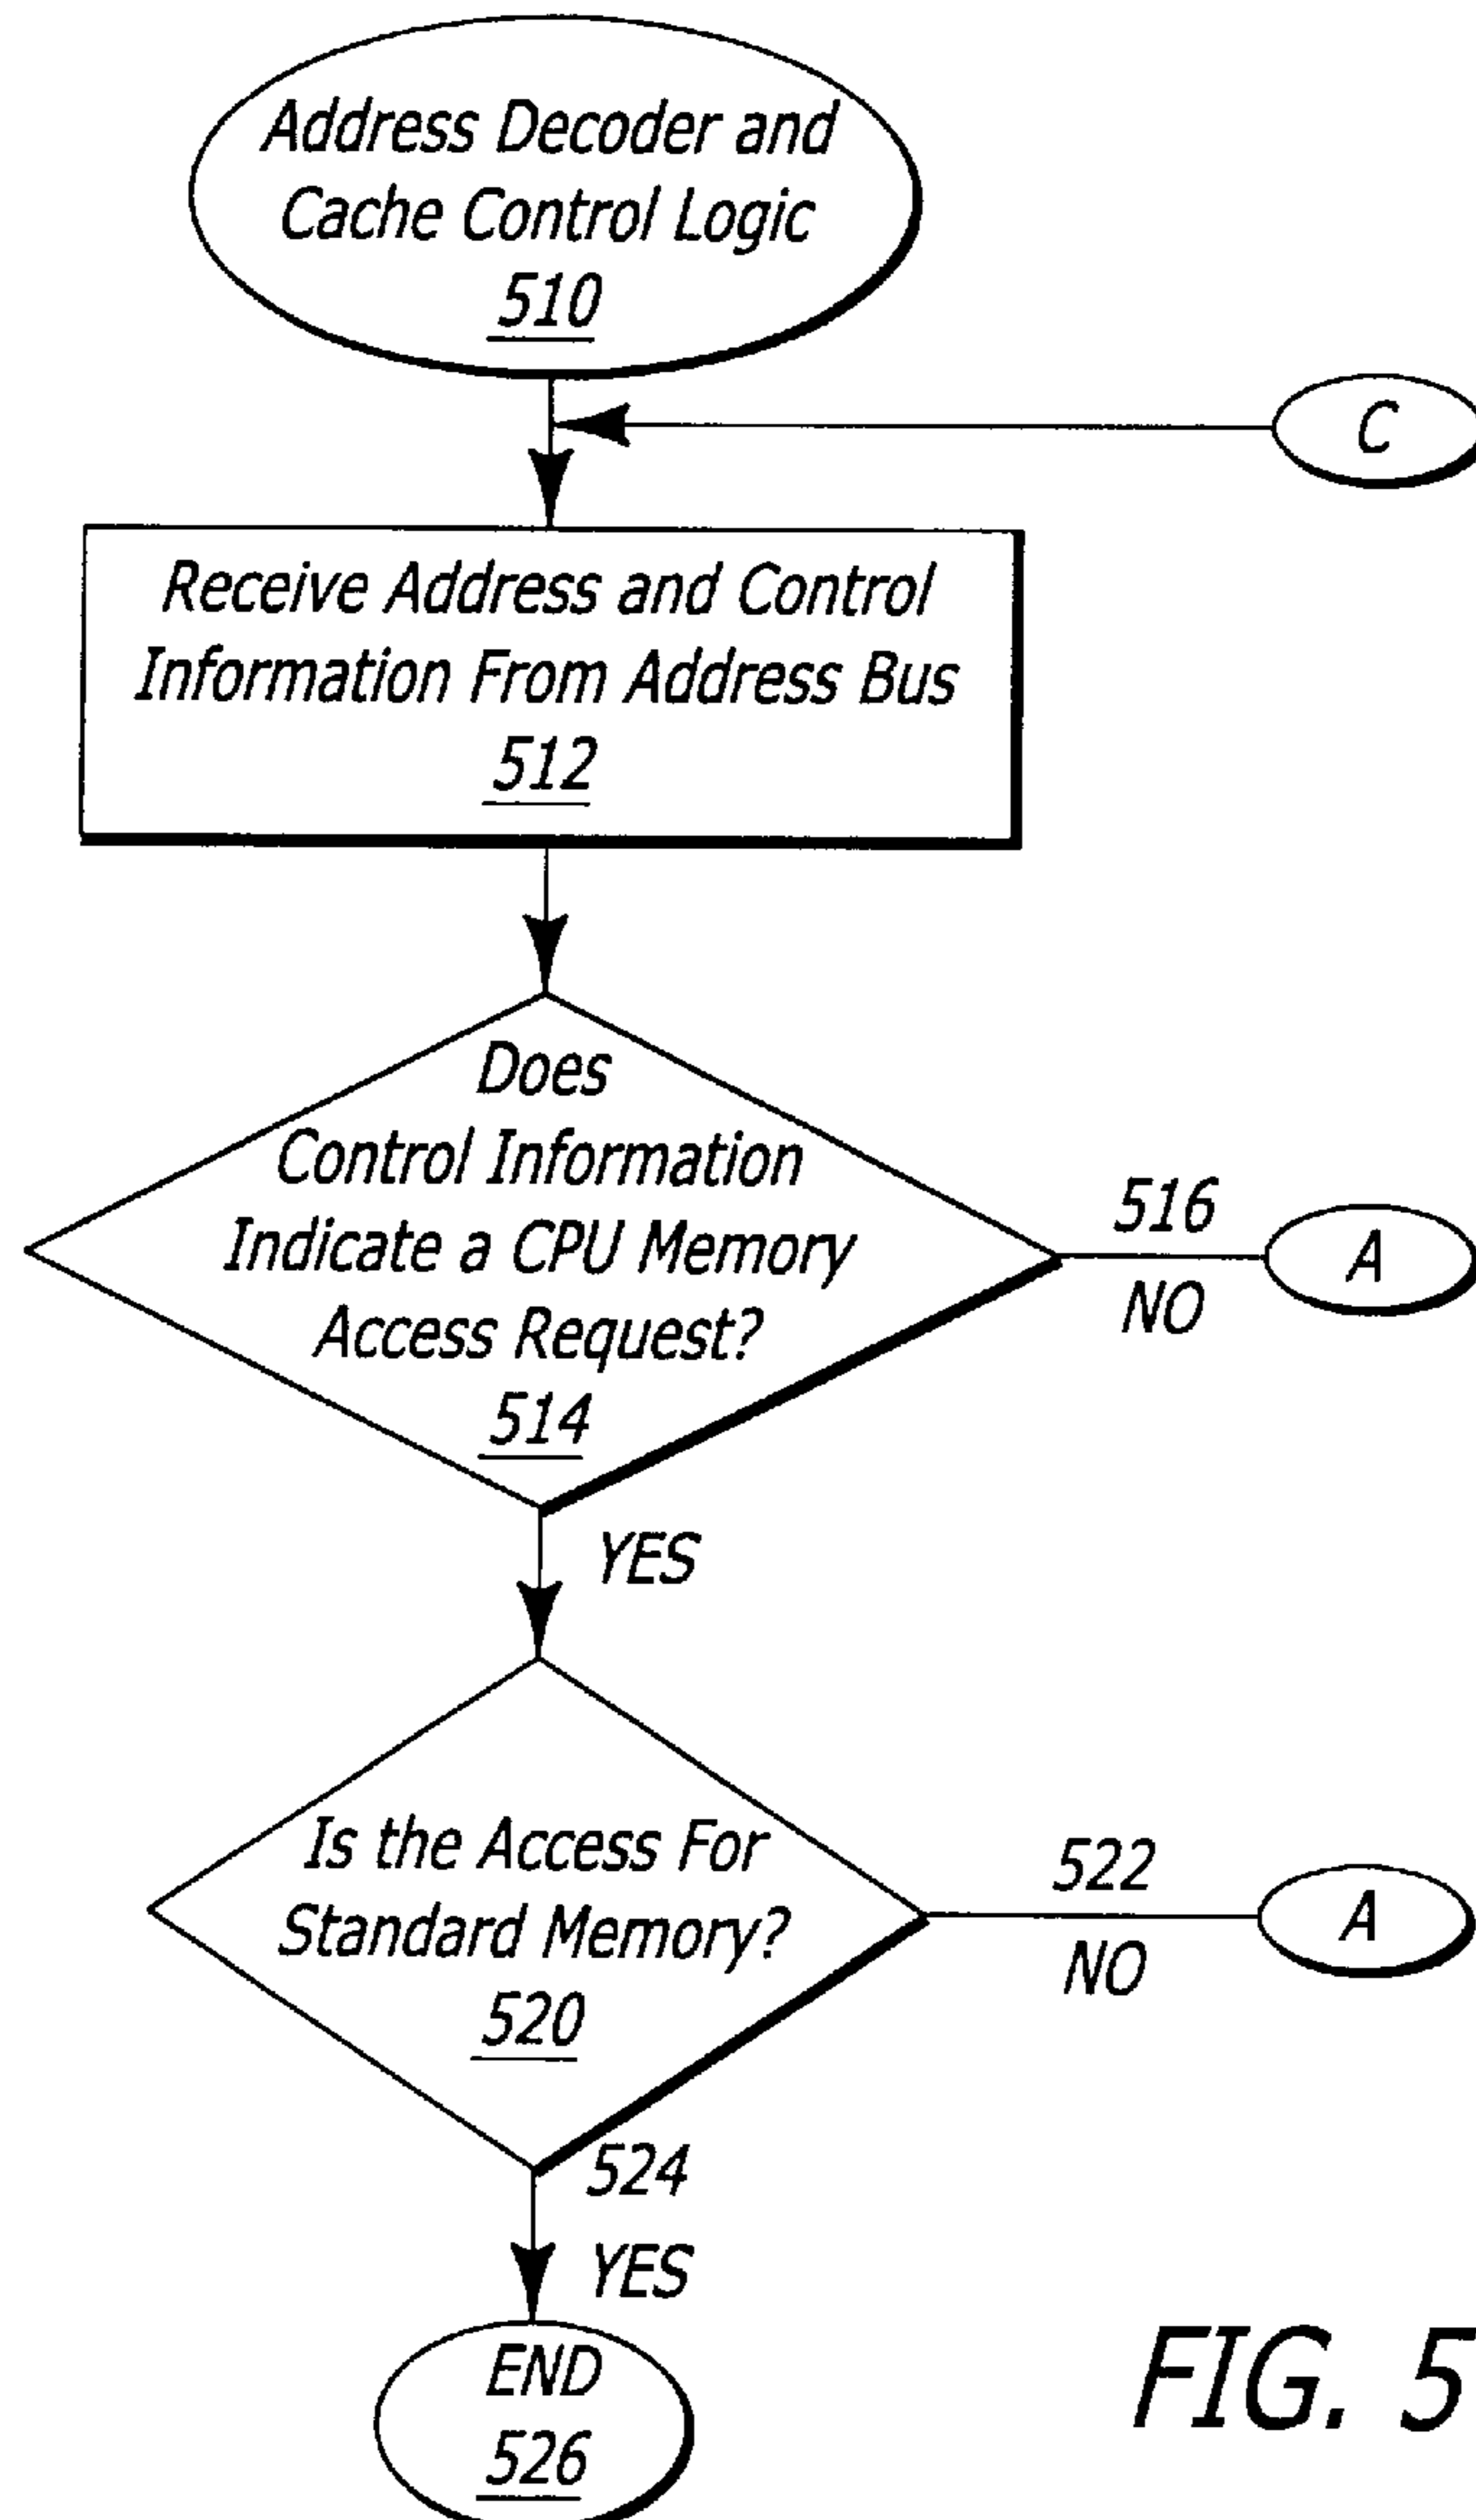 Address Decoder and
Cache Control Logic
510
C
Receive Address and Control
Information From Address Bus
512
Does
Control Information
Indicate a CPU Memory
Access Request?
514
516
NO
A
YES
Is the Access For
Standard Memory?
520
522
NO
A
524
YES
END
526
FIG. 5